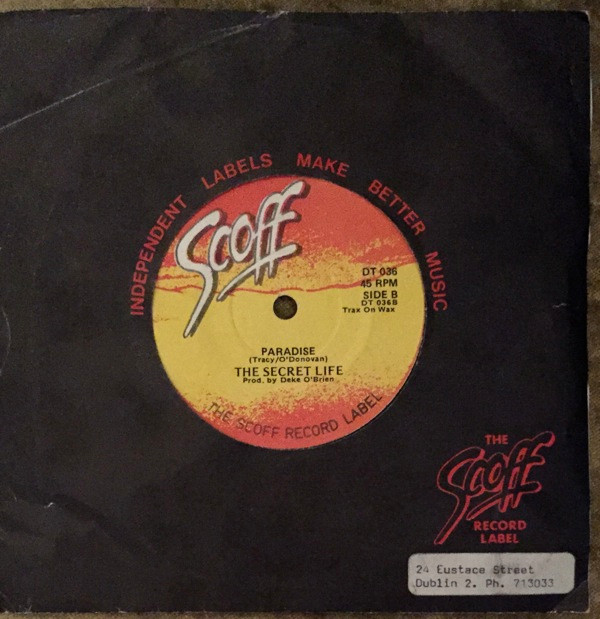 INDEPENDENT LABELS MAKE BETTER MUSIC
Scoff
DT 036
45 RPM
SIDE B
DT 036B
Trax On Wax
PARADISE
(Tracy/O'Donovan)
THE SECRET LIFE
Prod. by Deke O'Brien
THE SCOFF RECORD LABEL
THE
Scoff
RECORD
LABEL
24 Eustace Street
Dublin 2. Ph. 713033